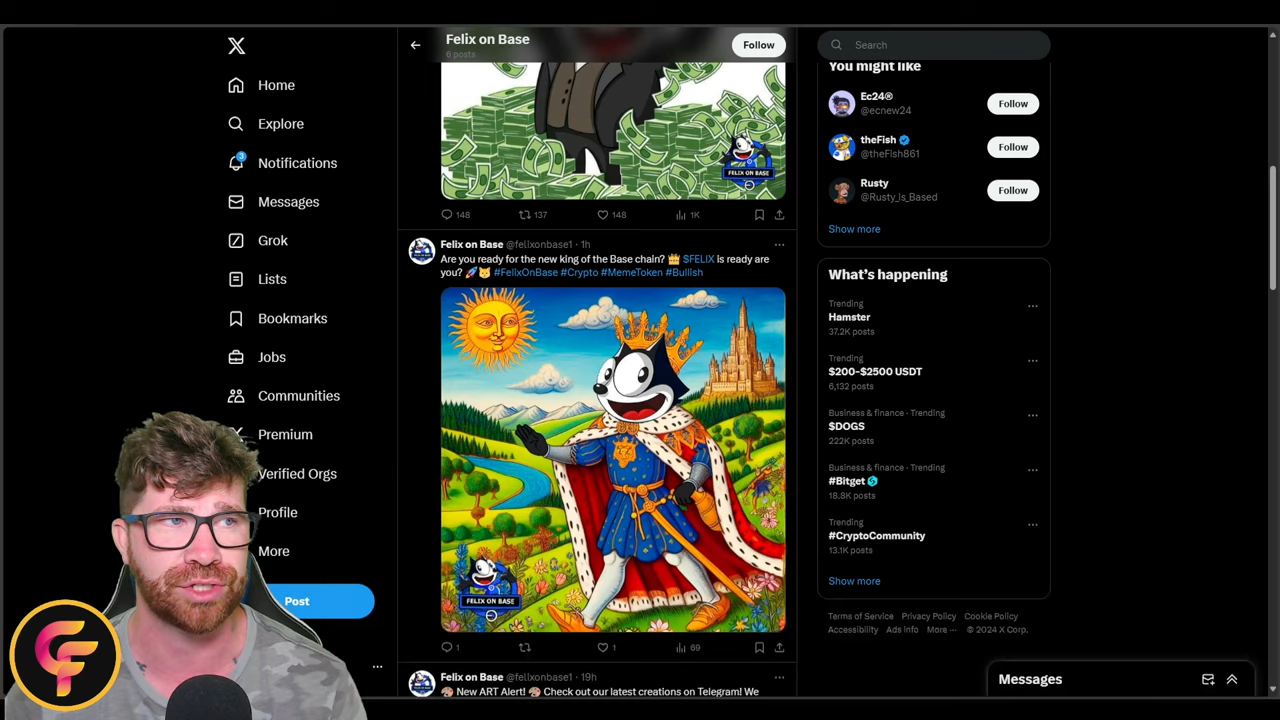 Home
Explore
3
Notifications
Messages
Grok
Lists
Bookmarks
Jobs
Communities
Premium
Verified Orgs
Profile
More
Post
Felix on Base
6 posts
Follow
FELIX ON BASE
148
137
148
1K
Felix on Base @felixonbase1 · 1h
Are you ready for the new king of the Base chain? 👑 $FELIX is ready are
you? 🚀🐱 #FelixOnBase #Crypto #MemeToken #Bullish
FELIX ON BASE
1
1
69
Felix on Base @felixonbase1 · 19h
🎨 New ART Alert! 🎨 Check out our latest creations on Telegram! We
Search
You might like
Ec24®
@ecnew24
Follow
theFish
@theFish861
Follow
Rusty
@Rusty_is_Based
Follow
Show more
What's happening
Trending
Hamster
37.2K posts
Trending
$200-$2500 USDT
6,132 posts
Business & finance · Trending
$DOGS
222K posts
Business & finance · Trending
#Bitget
18.8K posts
Trending
#CryptoCommunity
13.1K posts
Show more
Terms of Service Privacy Policy Cookie Policy
Accessibility Ads info More ··· © 2024 X Corp.
Messages